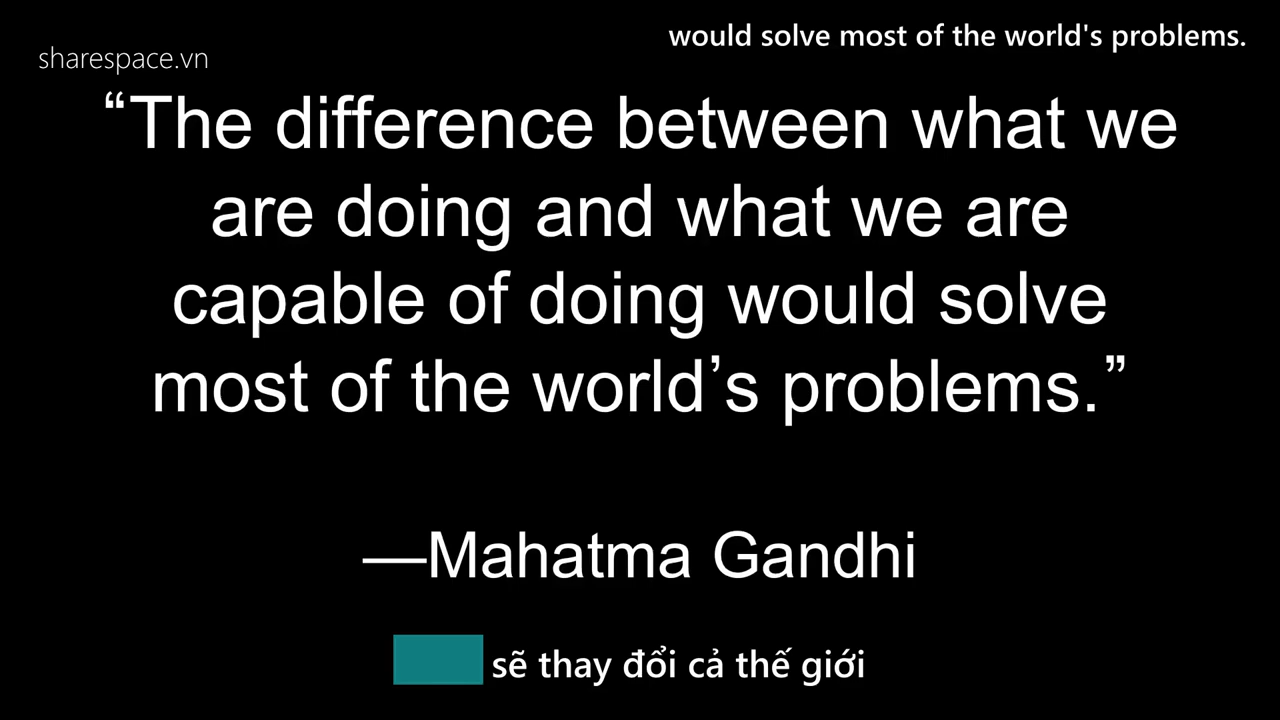 would solve most of the world's problems.
sharespace.vn
“The difference between what we
are doing and what we are
capable of doing would solve
most of the world’s problems.”
—Mahatma Gandhi
sẽ thay đổi cả thế giới